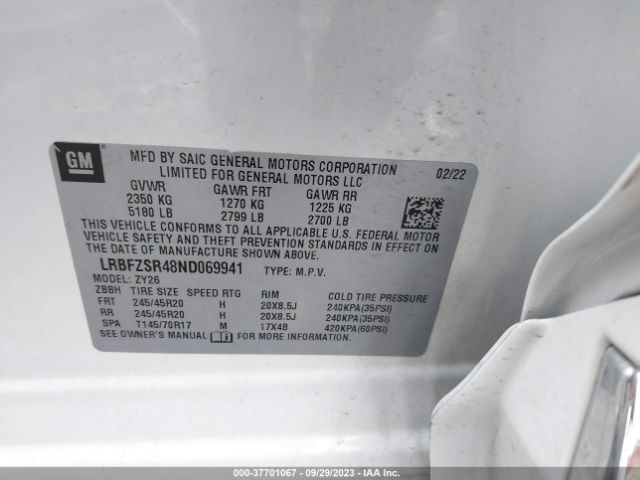 GM
MFD BY SAIC GENERAL MOTORS CORPORATION 02/22
LIMITED FOR GENERAL MOTORS LLC
GVWR GAWR FRT GAWR RR
2350 KG 1270 KG 1225 KG
5180 LB 2799 LB 2700 LB
THIS VEHICLE CONFORMS TO ALL APPLICABLE U.S. FEDERAL MOTOR
VEHICLE SAFETY AND THEFT PREVENTION STANDARDS IN EFFECT ON
THE DATE OF MANUFACTURE SHOWN ABOVE.
LRBFZSR48ND069941 TYPE: M.P.V.
MODEL: ZY26
ZBBH TIRE SIZE SPEED RTG RIM COLD TIRE PRESSURE
FRT 245/45R20 H 20X8.5J 240KPA(35PSI)
RR 245/45R20 H 20X8.5J 240KPA(35PSI)
SPA T145/70R17 M 17X4B 420KPA(60PSI)
SEE OWNER'S MANUAL FOR MORE INFORMATION.
000-37701067 - 09/29/2023 - IAA Inc.